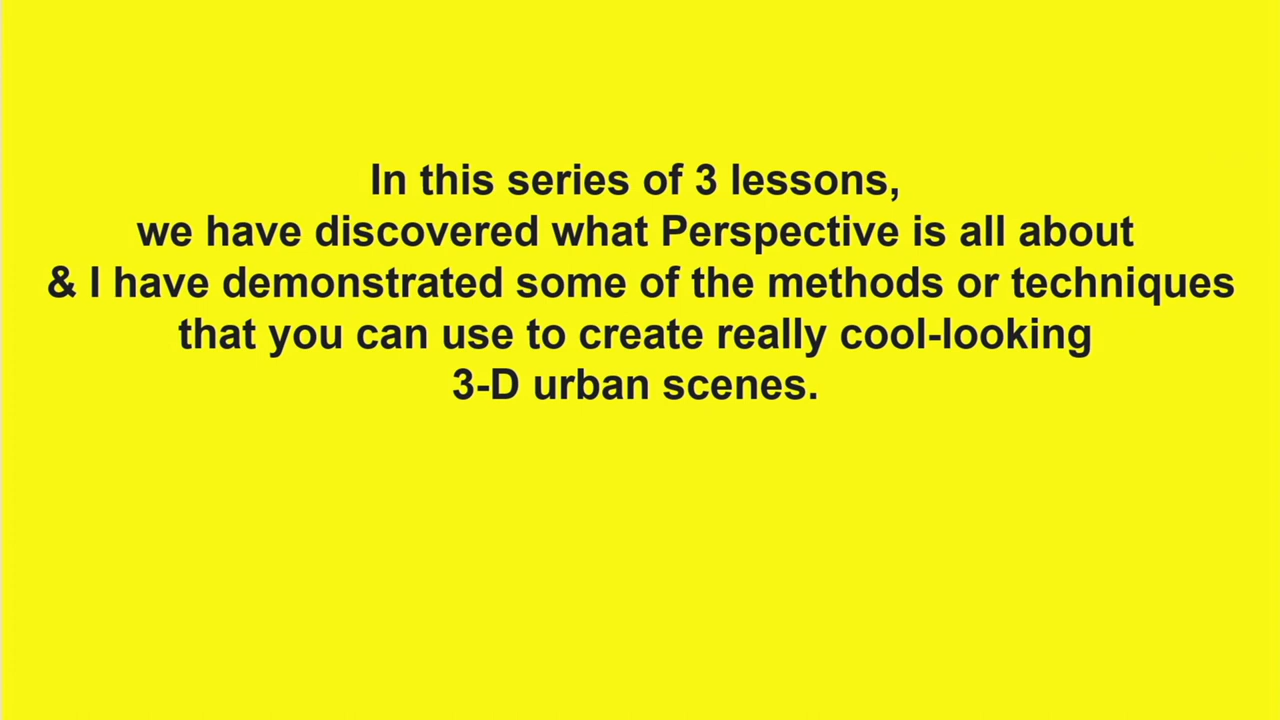 In this series of 3 lessons,
we have discovered what Perspective is all about
& I have demonstrated some of the methods or techniques
that you can use to create really cool-looking
3-D urban scenes.